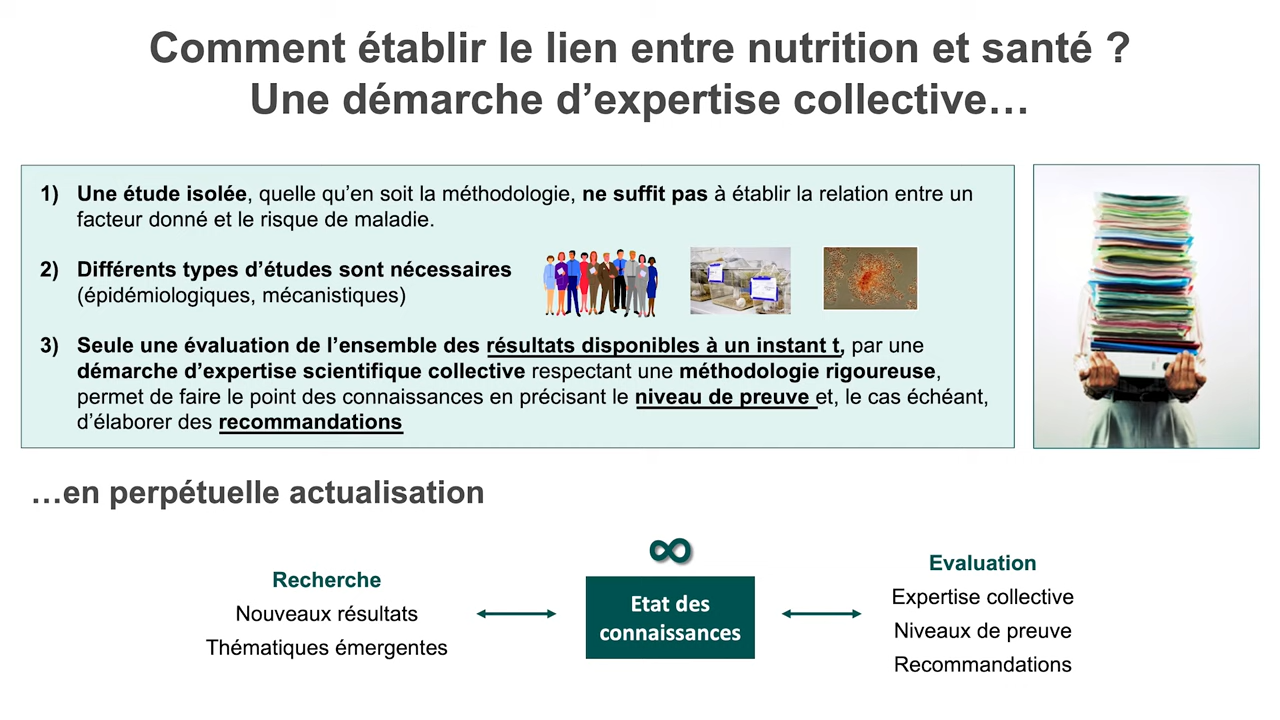 Comment établir le lien entre nutrition et santé ?
Une démarche d’expertise collective…
1) Une étude isolée, quelle qu’en soit la méthodologie, ne suffit pas à établir la relation entre un
facteur donné et le risque de maladie.
2) Différents types d’études sont nécessaires
(épidémiologiques, mécanistiques)
3) Seule une évaluation de l’ensemble des résultats disponibles à un instant t, par une
démarche d’expertise scientifique collective respectant une méthodologie rigoureuse,
permet de faire le point des connaissances en précisant le niveau de preuve et, le cas échéant,
d’élaborer des recommandations
…en perpétuelle actualisation
Recherche
Nouveaux résultats
Thématiques émergentes
∞
Etat des
connaissances
Evaluation
Expertise collective
Niveaux de preuve
Recommandations